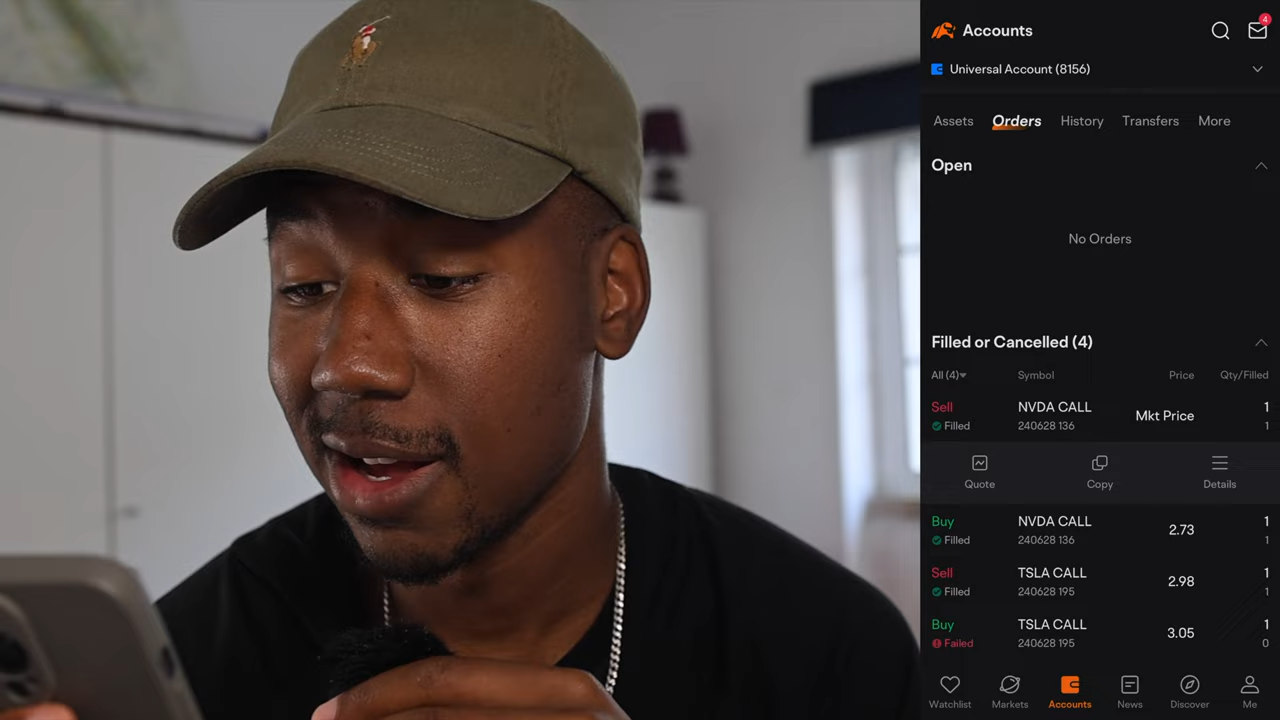 Accounts
4
Universal Account (8156)
Assets Orders History Transfers More
Open
No Orders
Filled or Cancelled (4)
All (4) Symbol Price Qty/Filled
Sell NVDA CALL Mkt Price 1
Filled 240628 136 1
Quote Copy Details
Buy NVDA CALL 2.73 1
Filled 240628 136 1
Sell TSLA CALL 2.98 1
Filled 240628 195 1
Buy TSLA CALL 3.05 1
Failed 240628 195 0
Watchlist Markets Accounts News Discover Me